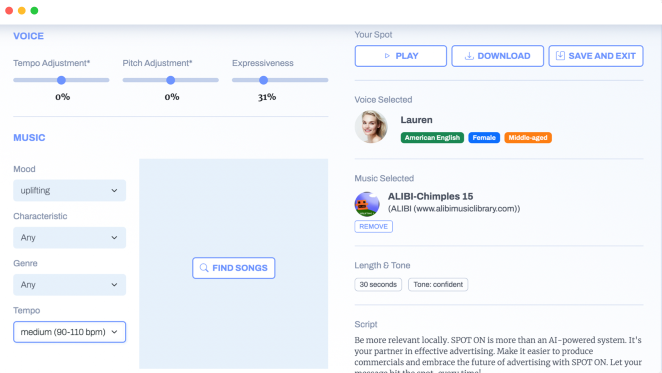 VOICE
Tempo Adjustment*
Pitch Adjustment*
Expressiveness
0%
0%
31%
MUSIC
Mood
uplifting
Characteristic
Any
Genre
Any
Tempo
medium (90-110 bpm)
FIND SONGS
Your Spot
PLAY
DOWNLOAD
SAVE AND EXIT
Voice Selected
Lauren
American English
Female
Middle-aged
Music Selected
ALIBI-Chimples 15
(ALIBI (www.alibimusiclibrary.com))
REMOVE
Length & Tone
30 seconds
Tone: confident
Script
Be more relevant locally. SPOT ON is more than an AI-powered system. It's
your partner in effective advertising. Make it easier to produce
commercials and embrace the future of advertising with SPOT ON. Let your
message hit the spot, every time!